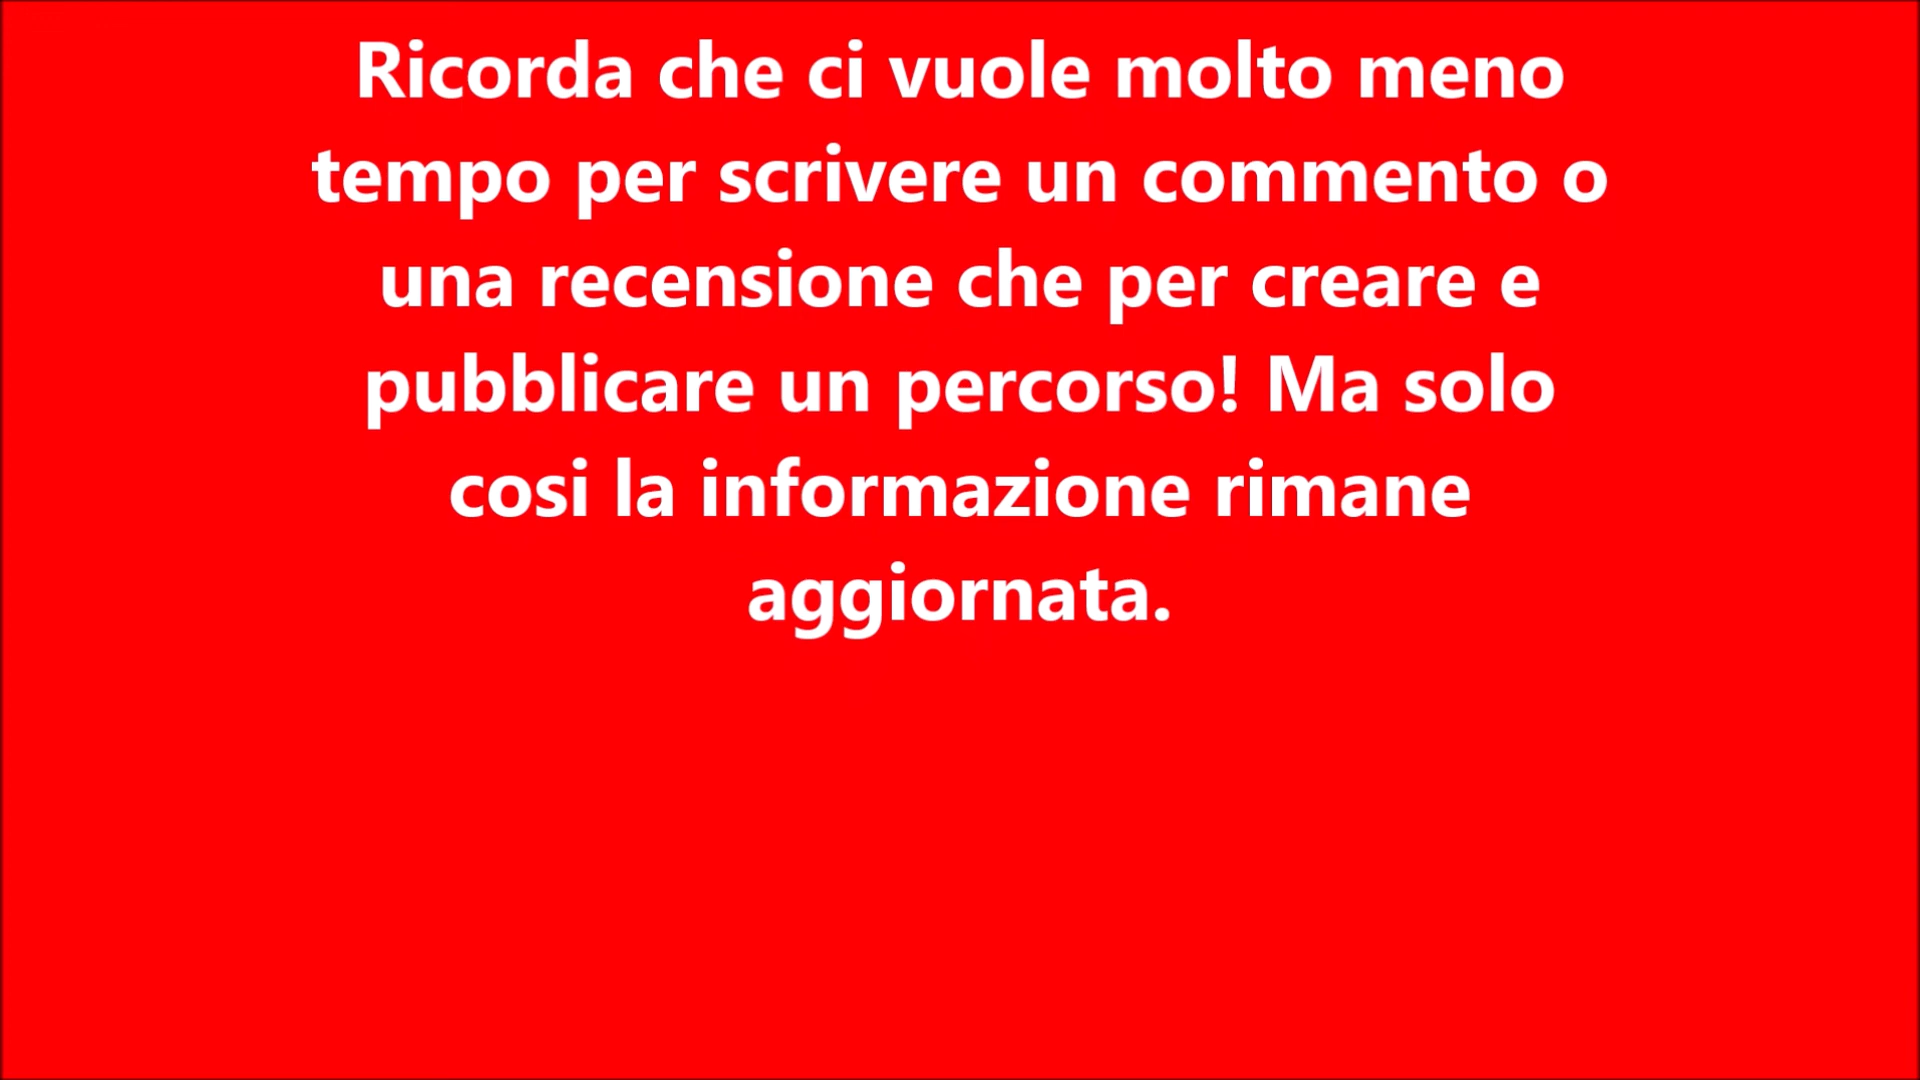 Ricorda che ci vuole molto meno
tempo per scrivere un commento o
una recensione che per creare e
pubblicare un percorso! Ma solo
cosi la informazione rimane
aggiornata.